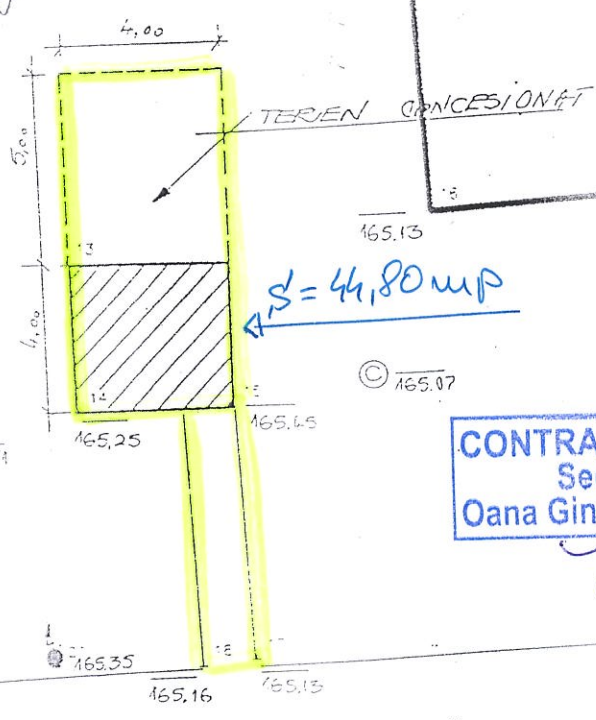 4,00
5,00
TEREN CONCESIONAT
18
165.13
13
S = 44,80 mp
4,00
165.07
14
15
165,25
165.45
CONTRA
Se
Oana Gin
165.35
165.16
165.13